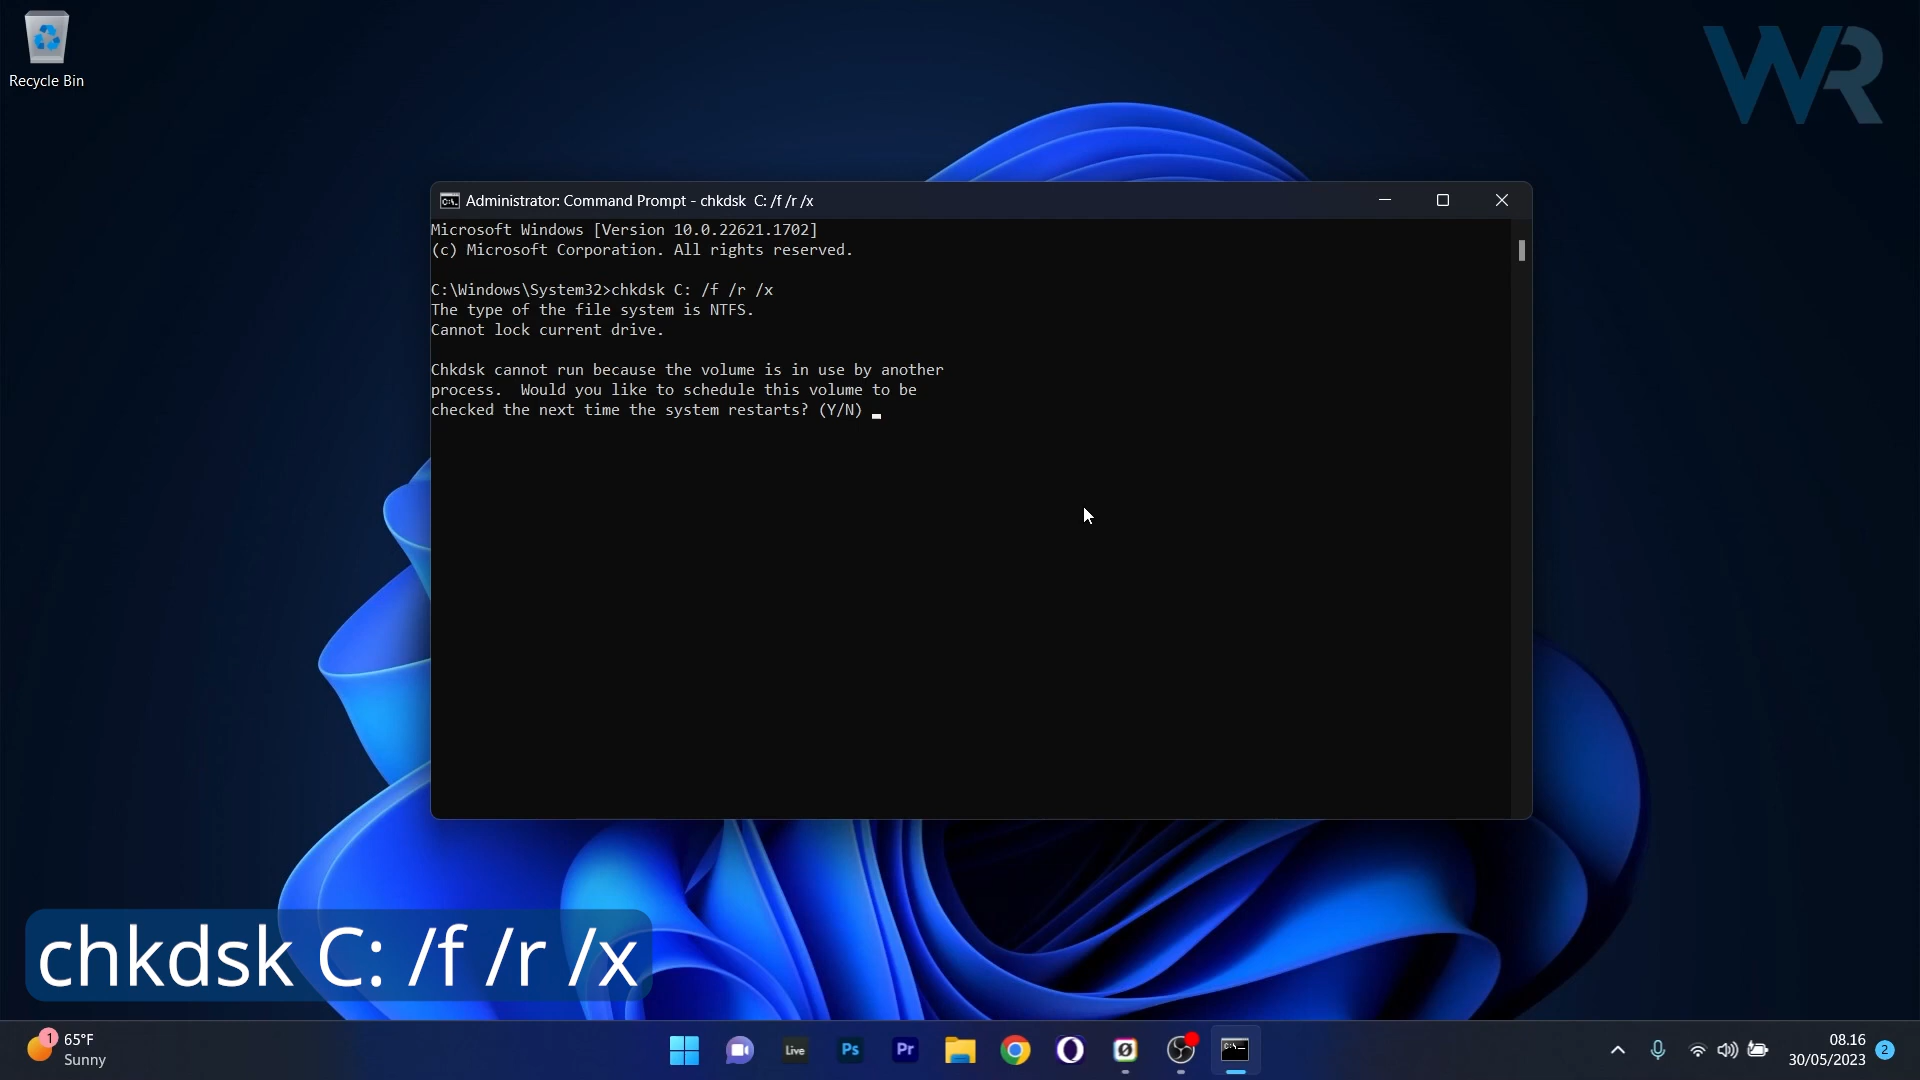 Recycle Bin
WR
Administrator: Command Prompt - chkdsk  C: /f /r /x
Microsoft Windows [Version 10.0.22621.1702]
(c) Microsoft Corporation. All rights reserved.
C:\Windows\System32>chkdsk C: /f /r /x
The type of the file system is NTFS.
Cannot lock current drive.
Chkdsk cannot run because the volume is in use by another
process.  Would you like to schedule this volume to be
checked the next time the system restarts? (Y/N)
chkdsk C: /f /r /x
1
65°F
Sunny
Live
Ps
Pr
08.16
30/05/2023
2